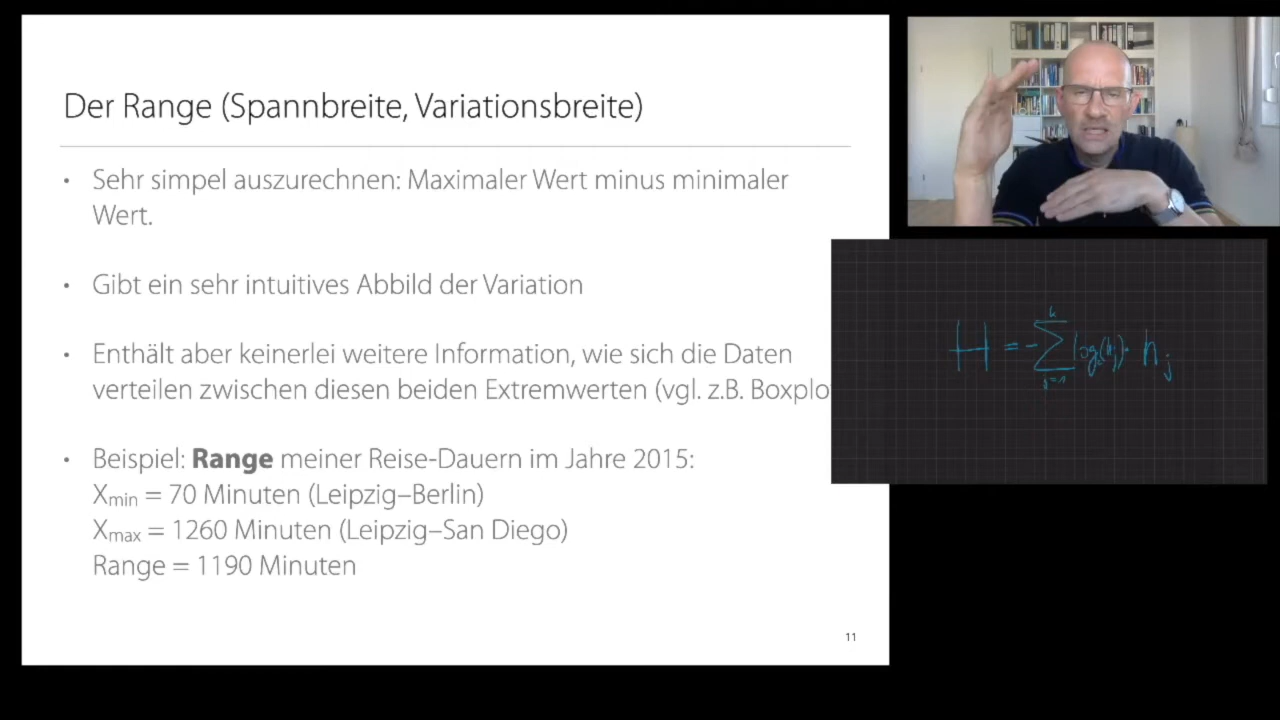 Der Range (Spannbreite, Variationsbreite)
• Sehr simpel auszurechnen: Maximaler Wert minus minimaler
Wert.
• Gibt ein sehr intuitives Abbild der Variation
• Enthält aber keinerlei weitere Information, wie sich die Daten
verteilen zwischen diesen beiden Extremwerten (vgl. z.B. Boxplo
• Beispiel: Range meiner Reise-Dauern im Jahre 2015:
Xmin = 70 Minuten (Leipzig–Berlin)
Xmax = 1260 Minuten (Leipzig–San Diego)
Range = 1190 Minuten
11